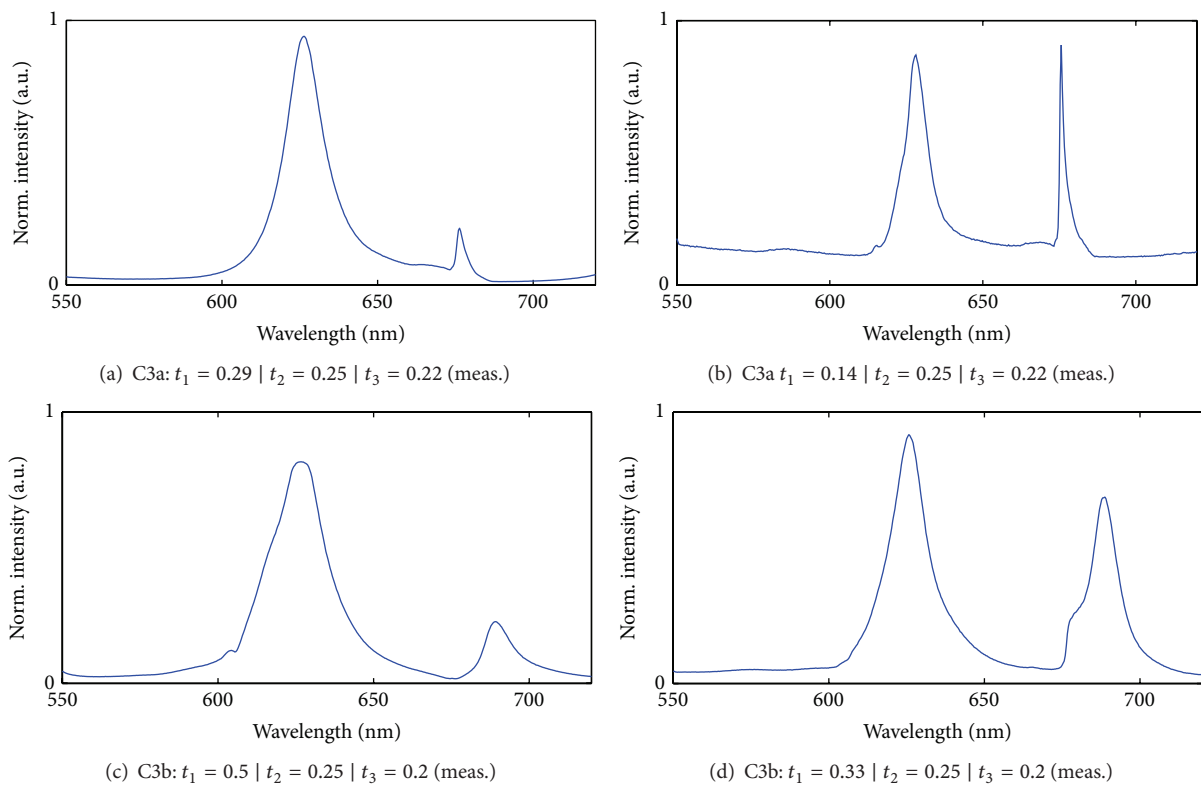 1
Norm. intensity (a.u.)
0
550 600 650 700
Wavelength (nm)
(a) C3a: t₁ = 0.29 | t₂ = 0.25 | t₃ = 0.22 (meas.)
1
Norm. intensity (a.u.)
0
550 600 650 700
Wavelength (nm)
(b) C3a t₁ = 0.14 | t₂ = 0.25 | t₃ = 0.22 (meas.)
1
Norm. intensity (a.u.)
0
550 600 650 700
Wavelength (nm)
(c) C3b: t₁ = 0.5 | t₂ = 0.25 | t₃ = 0.2 (meas.)
1
Norm. intensity (a.u.)
0
550 600 650 700
Wavelength (nm)
(d) C3b: t₁ = 0.33 | t₂ = 0.25 | t₃ = 0.2 (meas.)